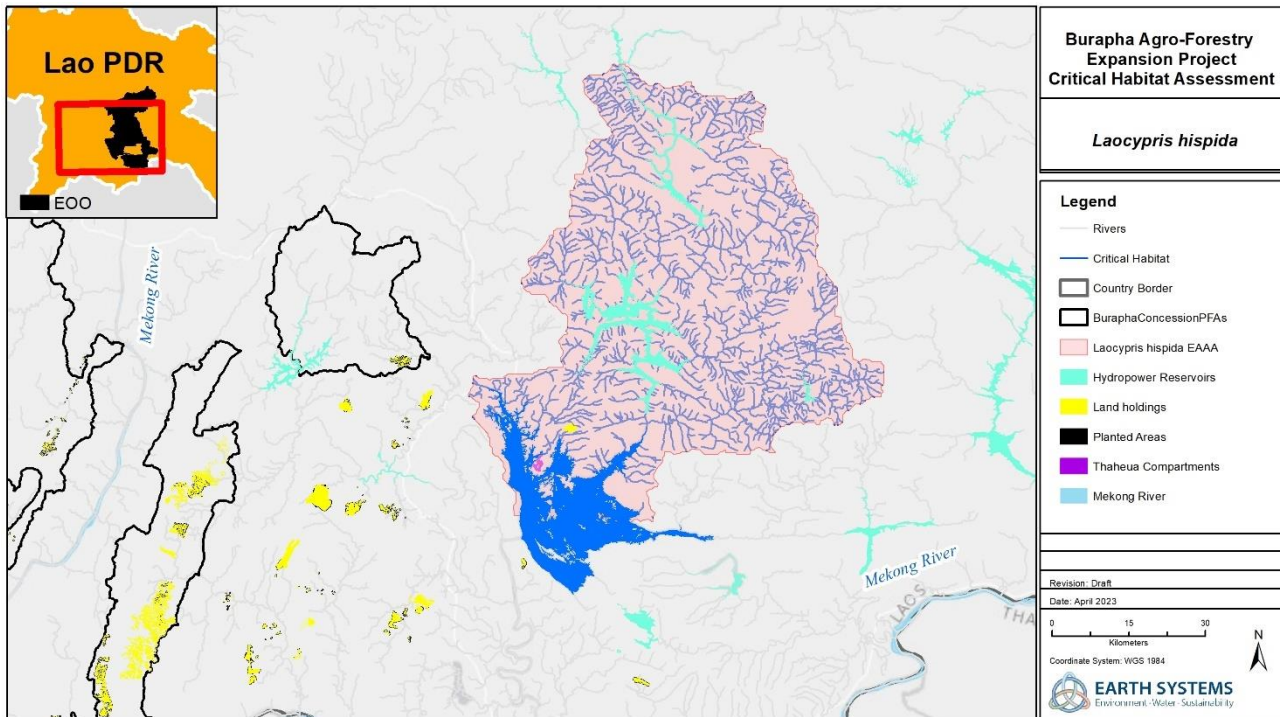 Lao PDR
EOO
Mekong River
Mekong River
LAOS
THA
Burapha Agro-Forestry
Expansion Project
Critical Habitat Assessment
Laocypris hispida
Legend
Rivers
Critical Habitat
Country Border
BuraphaConcessionPFAs
Laocypris hispida EAAA
Hydropower Reservoirs
Land holdings
Planted Areas
Thaheua Compartments
Mekong River
Revision: Draft
Date: April 2023
0 15 30
Kilometers
N
Coordinate System: WGS 1984
EARTH SYSTEMS
Environment · Water · Sustainability